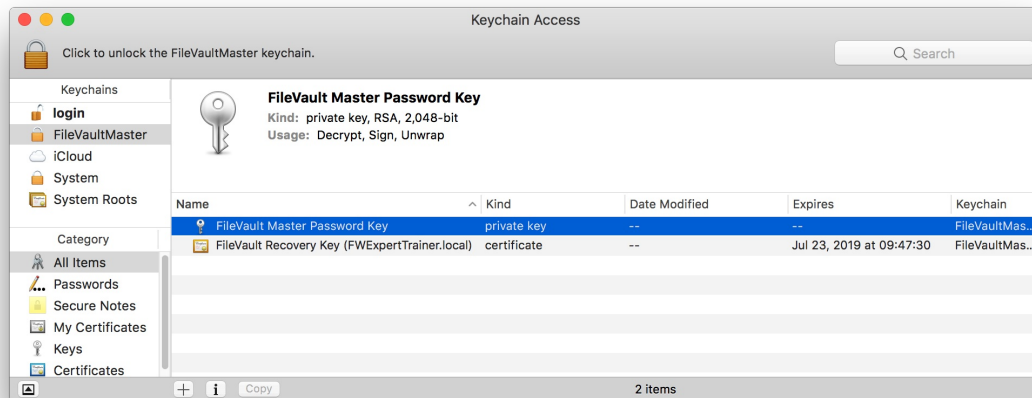 Keychain Access
Click to unlock the FileVaultMaster keychain.
Search
Keychains
login
FileVaultMaster
iCloud
System
System Roots
Category
All Items
Passwords
Secure Notes
My Certificates
Keys
Certificates
FileVault Master Password Key
Kind: private key, RSA, 2,048-bit
Usage: Decrypt, Sign, Unwrap
Name Kind Date Modified Expires Keychain
FileVault Master Password Key private key -- -- FileVaultMas...
FileVault Recovery Key (FWExpertTrainer.local) certificate -- Jul 23, 2019 at 09:47:30 FileVaultMas...
Copy
2 items